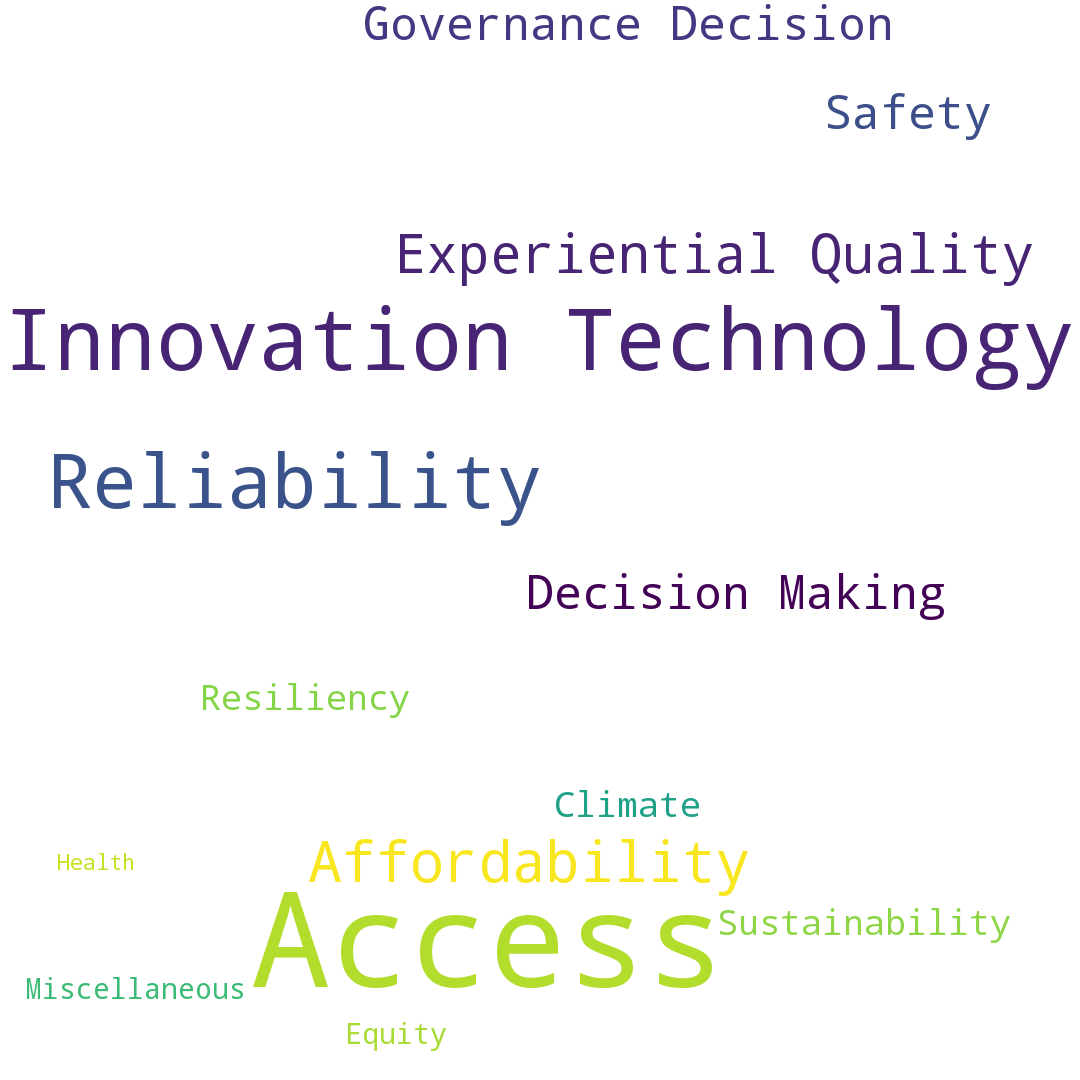 Governance Decision
Safety
Experiential Quality
Innovation Technology
Reliability
Decision Making
Resiliency
Climate
Affordability
Health
Access
Sustainability
Miscellaneous
Equity